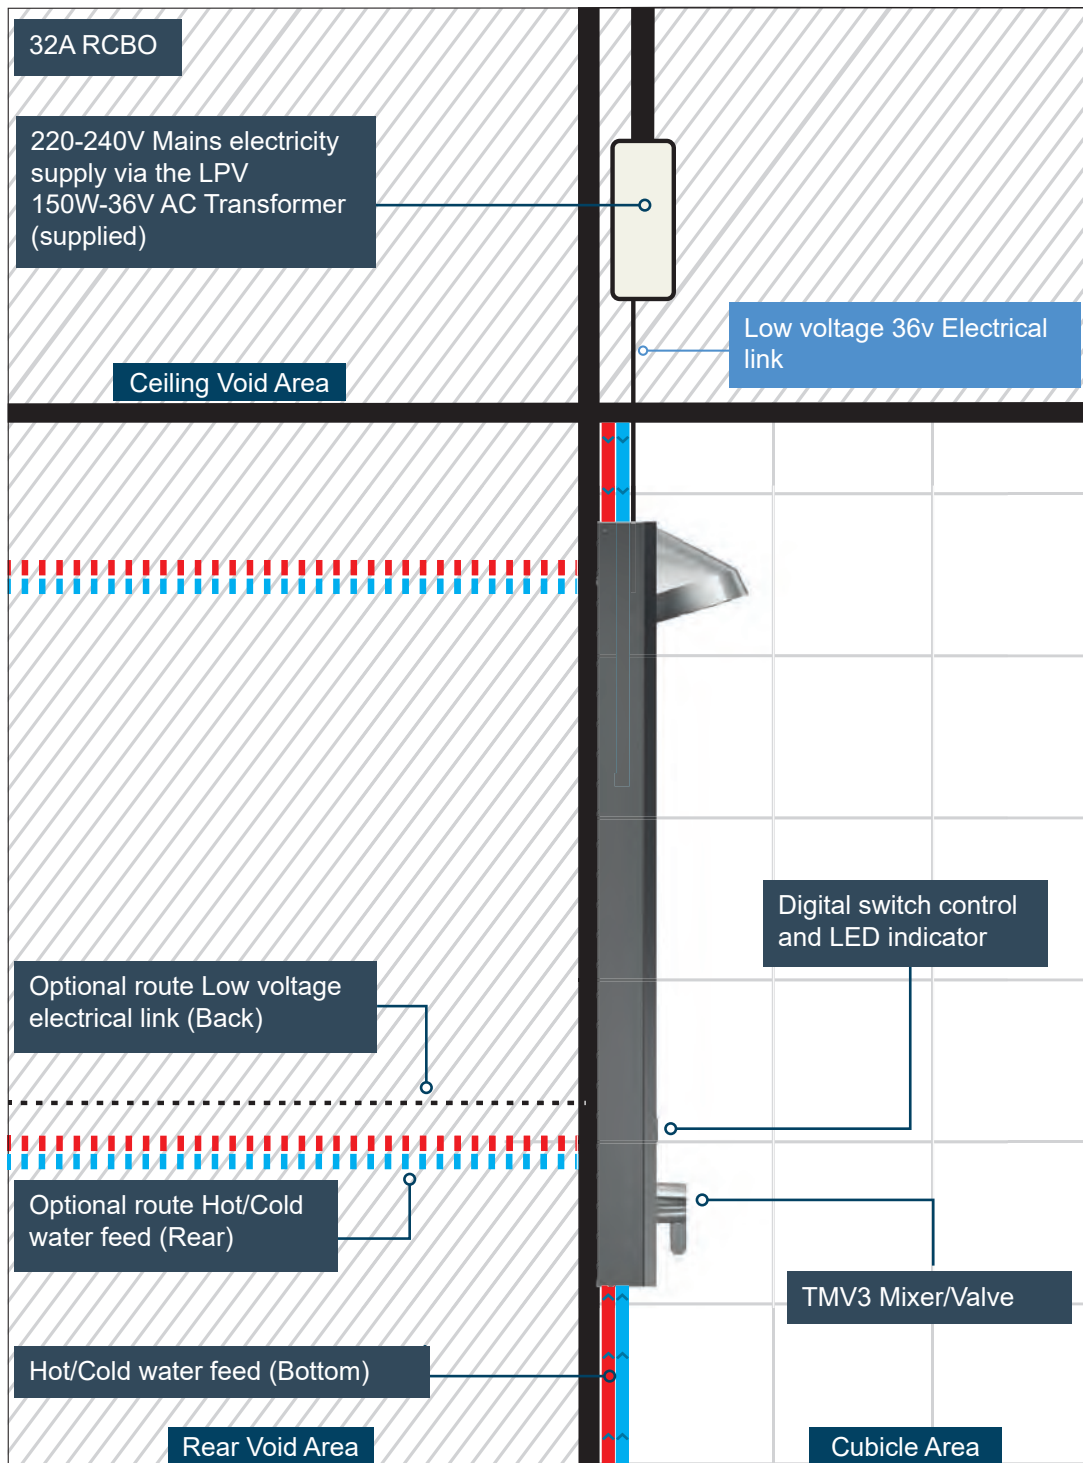 32A RCBO
220-240V Mains electricity
supply via the LPV
150W-36V AC Transformer
(supplied)
Low voltage 36v Electrical
link
Ceiling Void Area
Digital switch control
and LED indicator
Optional route Low voltage
electrical link (Back)
Optional route Hot/Cold
water feed (Rear)
TMV3 Mixer/Valve
Hot/Cold water feed (Bottom)
Rear Void Area
Cubicle Area